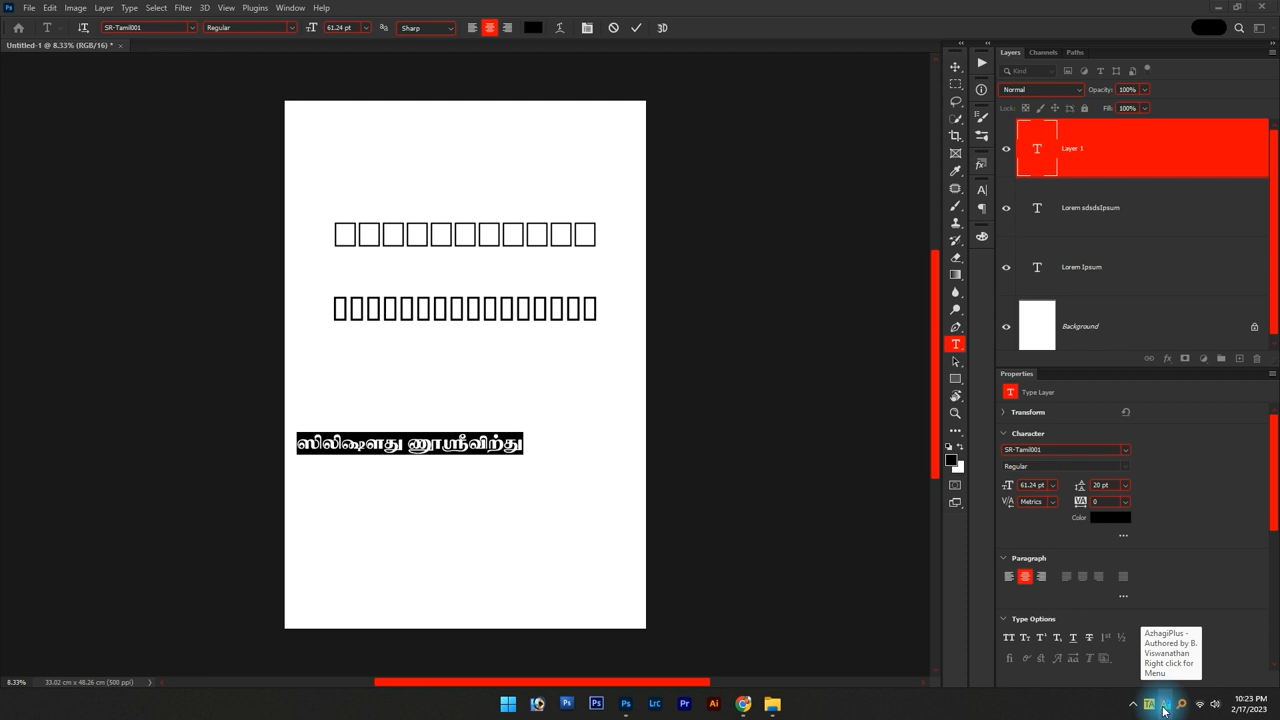 File Edit Image Layer Type Select Filter 3D View Plugins Window Help
SR-Tamil001 Regular 61.24 pt Sharp 3D
Untitled-1 @ 8.33% (RGB/16) *
Layers Channels Paths
Kind
Normal Opacity: 100%
Lock: Fill: 100%
Layer 1
Lorem sdsdsIpsum
Lorem Ipsum
Background
ஸிலிஷெளது ணூஸ்ரீவிற்து
Properties
Type Layer
Transform
Character
SR-Tamil001
Regular
61.24 pt 20 pt
Metrics 0
Color
Paragraph
Type Options
AzhagiPlus -
Authored by B.
Viswanathan
Right click for
Menu
8.33% 33.02 cm x 48.26 cm (500 ppi)
10:23 PM
2/17/2023